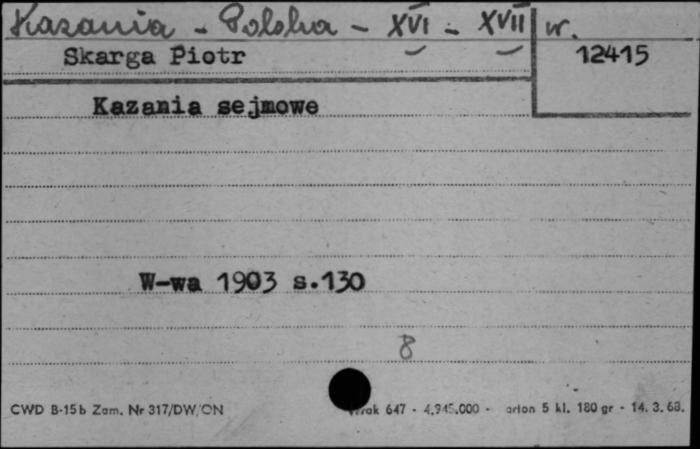 Kazania - Polska - XVI - XVII w.
Skarga Piotr
12415
Kazania sejmowe
W-wa 1903 s.130
8
CWD B-15b Zam. Nr 317/DW/ON 647 - 4.945.000 - 5 kl. 180 gr - 14. 3. 68.